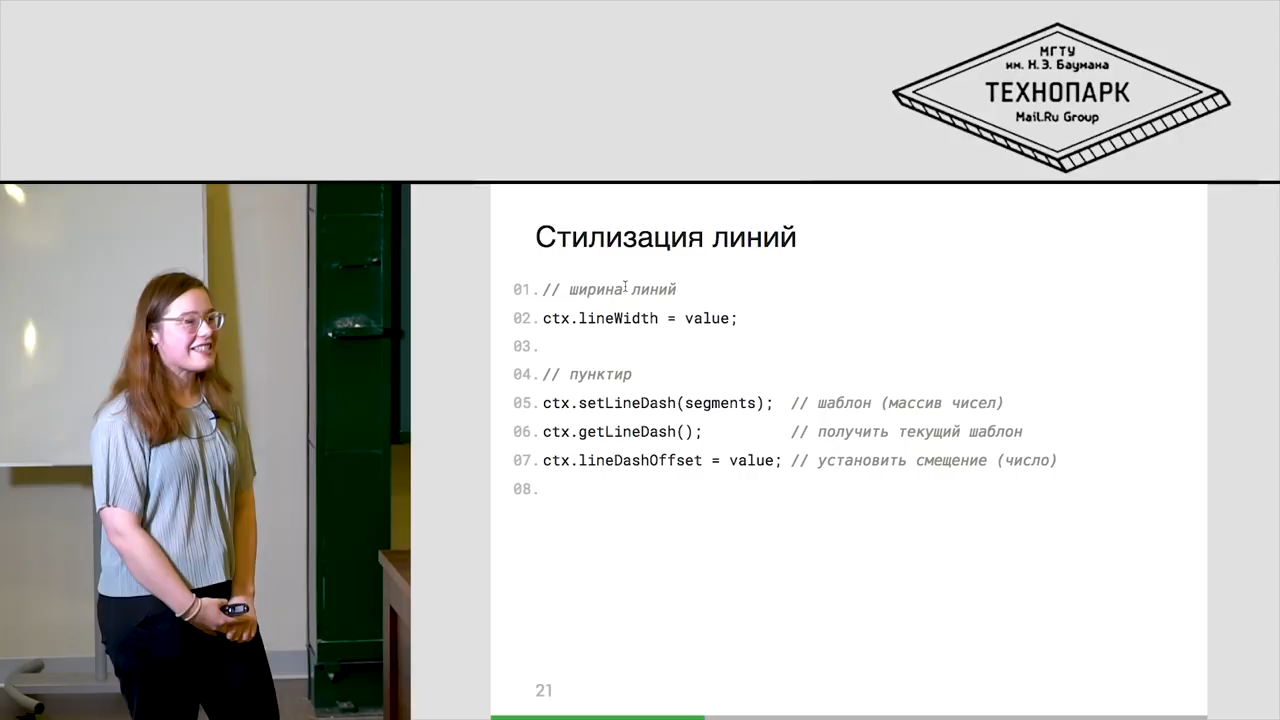 МГТУ
им. Н.Э. Баумана
ТЕХНОПАРК
Mail.Ru Group
Стилизация линий
01. // ширина линий
02. ctx.lineWidth = value;
03.
04. // пунктир
05. ctx.setLineDash(segments); // шаблон (массив чисел)
06. ctx.getLineDash(); // получить текущий шаблон
07. ctx.lineDashOffset = value; // установить смещение (число)
08.
21